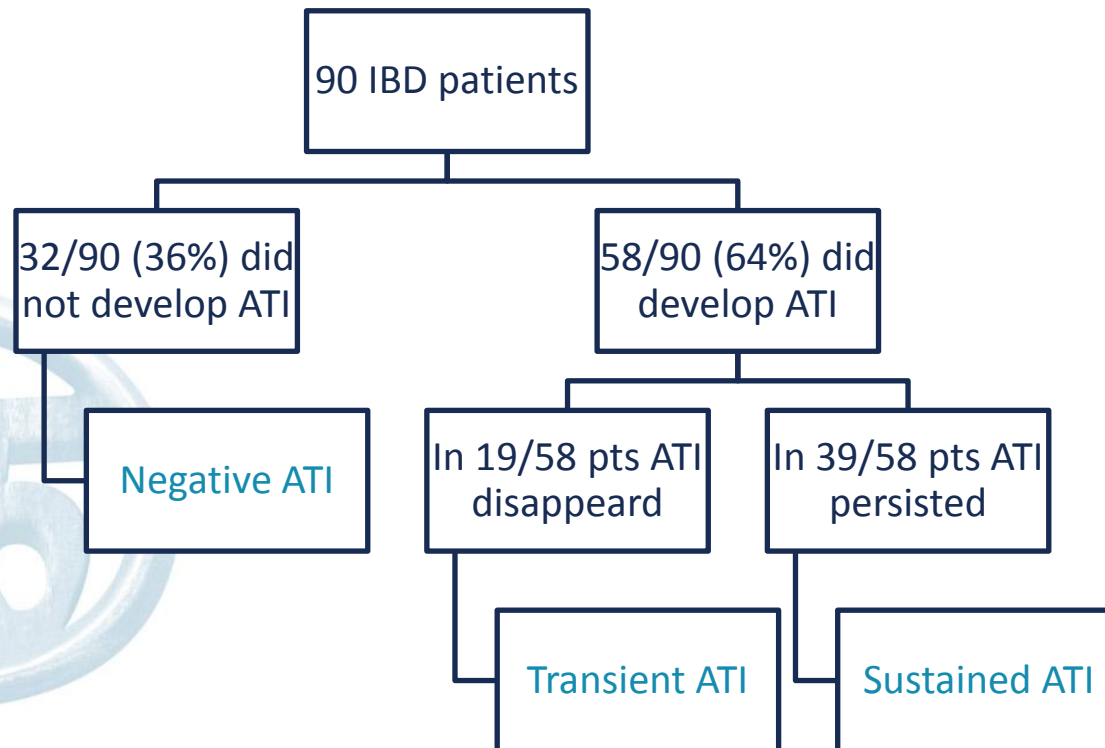 90 IBD patients
32/90 (36%) did
not develop ATI
58/90 (64%) did
develop ATI
Negative ATI
In 19/58 pts ATI
disappeard
In 39/58 pts ATI
persisted
Transient ATI
Sustained ATI